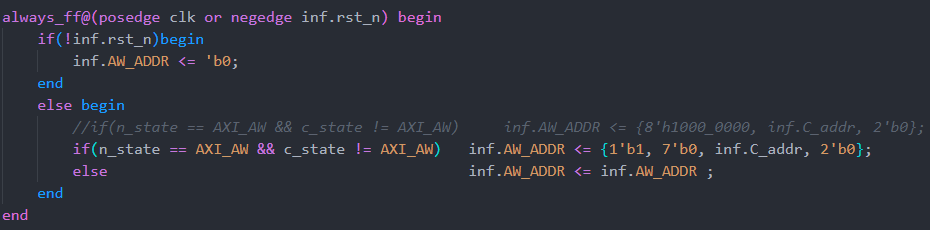 always_ff@(posedge clk or negedge inf.rst_n) begin
    if(!inf.rst_n)begin
        inf.AW_ADDR <= 'b0;
    end
    else begin
        //if(n_state == AXI_AW && c_state != AXI_AW)     inf.AW_ADDR <= {8'h1000_0000, inf.C_addr, 2'b0};
        if(n_state == AXI_AW && c_state != AXI_AW)   inf.AW_ADDR <= {1'b1, 7'b0, inf.C_addr, 2'b0};
        else                                         inf.AW_ADDR <= inf.AW_ADDR ;
    end
end